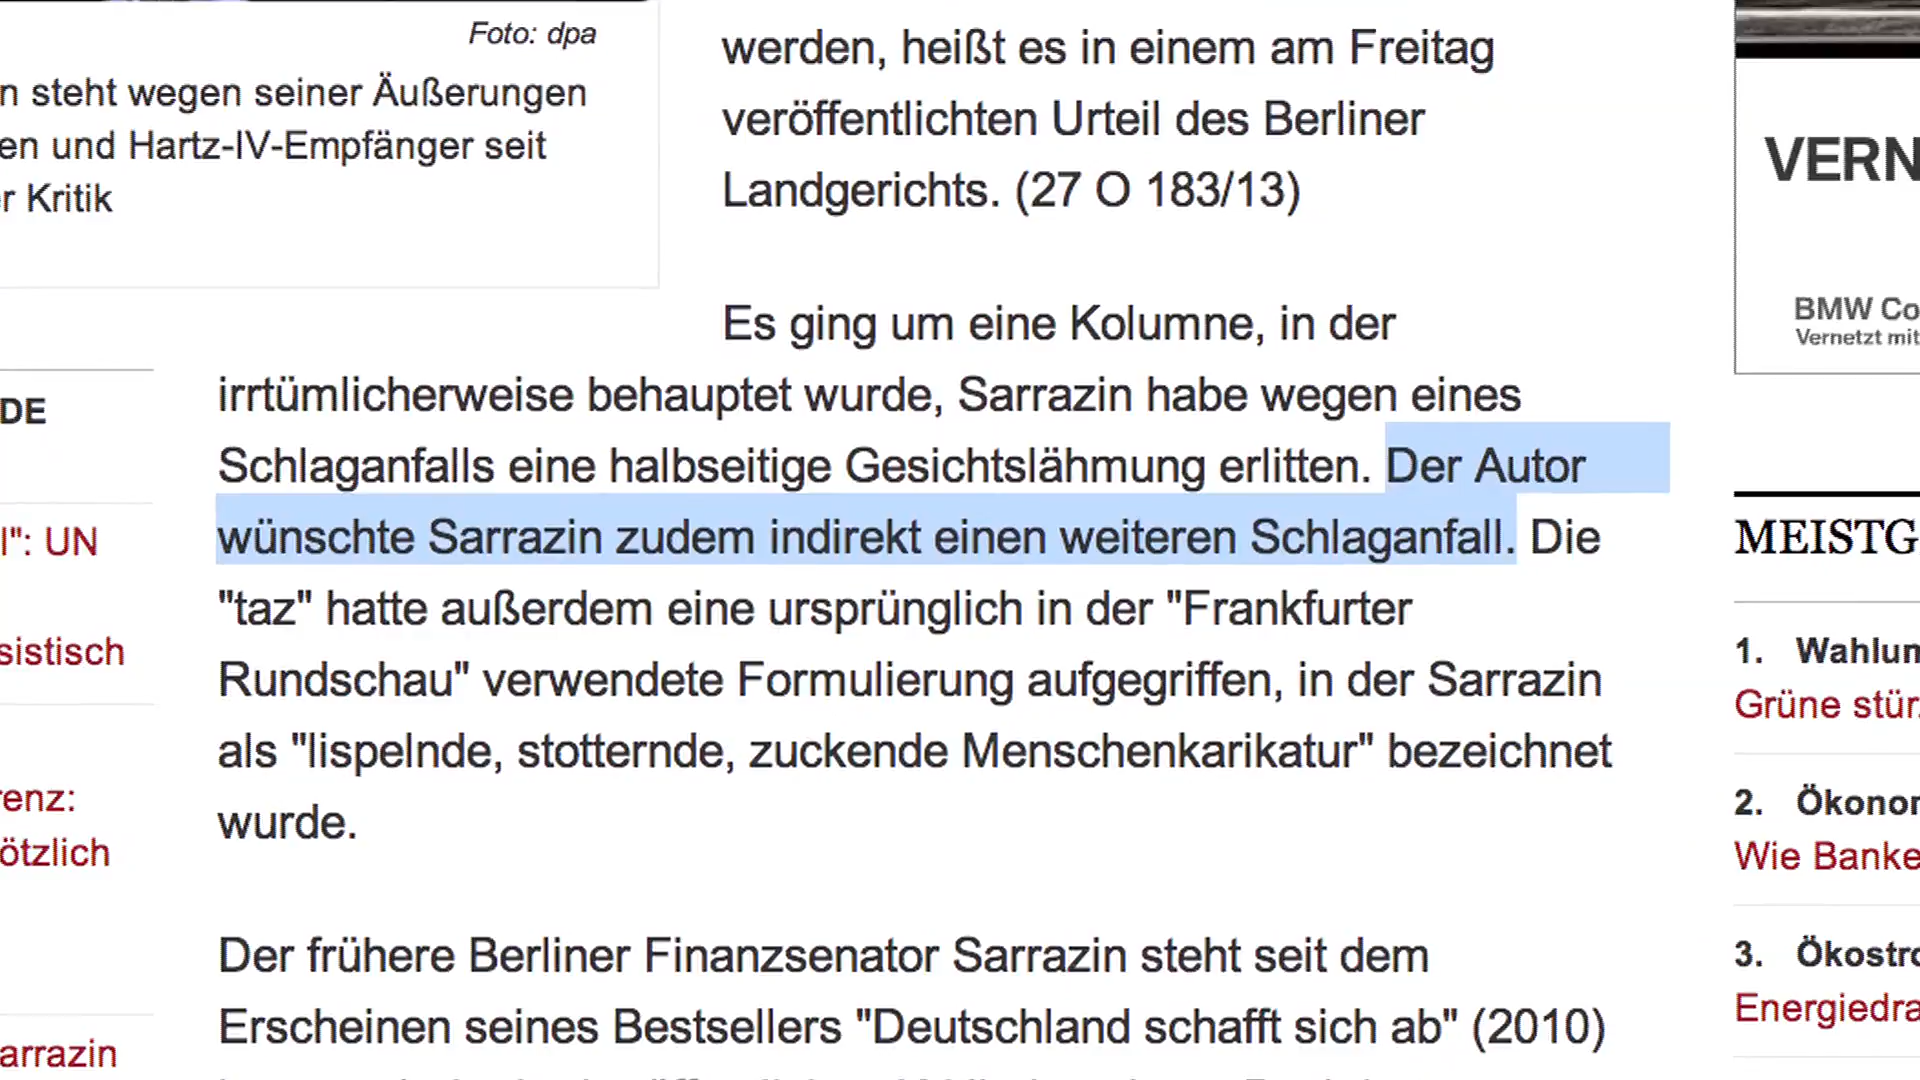 Foto: dpa
n steht wegen seiner Äußerungen
en und Hartz-IV-Empfänger seit
r Kritik
werden, heißt es in einem am Freitag
veröffentlichten Urteil des Berliner
Landgerichts. (27 O 183/13)
Es ging um eine Kolumne, in der
irrtümlicherweise behauptet wurde, Sarrazin habe wegen eines
Schlaganfalls eine halbseitige Gesichtslähmung erlitten. Der Autor
wünschte Sarrazin zudem indirekt einen weiteren Schlaganfall. Die
"taz" hatte außerdem eine ursprünglich in der "Frankfurter
Rundschau" verwendete Formulierung aufgegriffen, in der Sarrazin
als "lispelnde, stotternde, zuckende Menschenkarikatur" bezeichnet
wurde.
Der frühere Berliner Finanzsenator Sarrazin steht seit dem
Erscheinen seines Bestsellers "Deutschland schafft sich ab" (2010)
DE
l": UN
sistisch
renz:
ötzlich
arrazin
VERN
BMW Co
Vernetzt mit
MEISTG
1. Wahlum
Grüne stür
2. Ökonom
Wie Banke
3. Ökostro
Energiedra